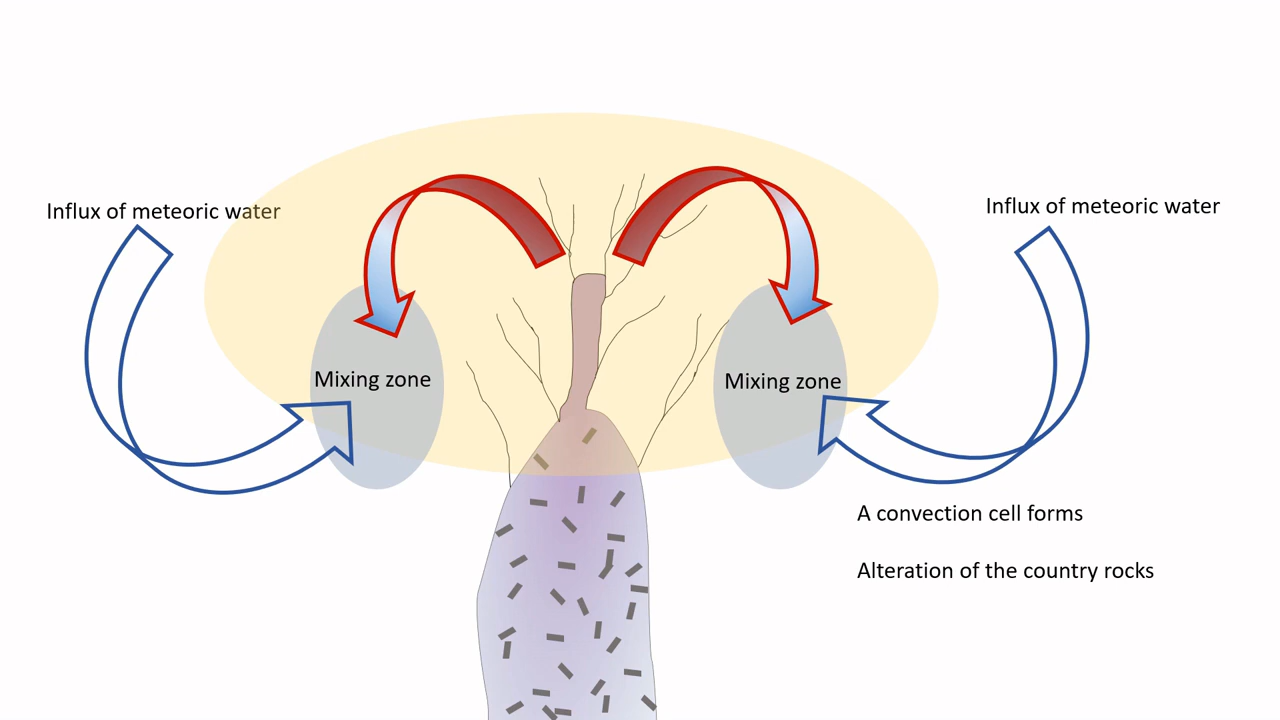 Influx of meteoric water
Influx of meteoric water
Mixing zone
Mixing zone
A convection cell forms
Alteration of the country rocks